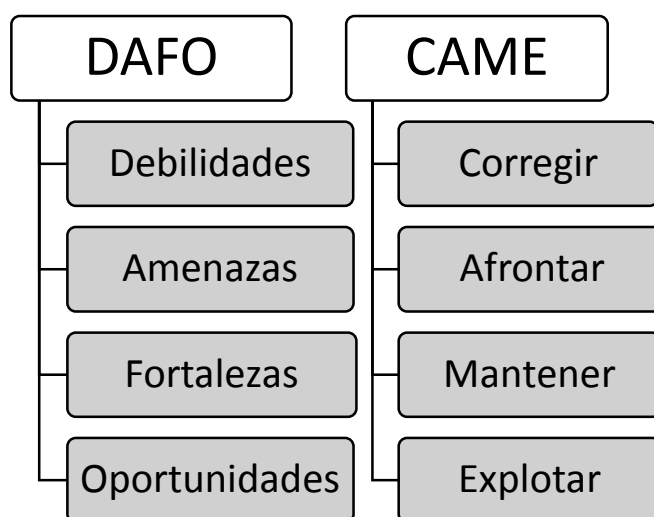 DAFO
Debilidades
Amenazas
Fortalezas
Oportunidades
CAME
Corregir
Afrontar
Mantener
Explotar